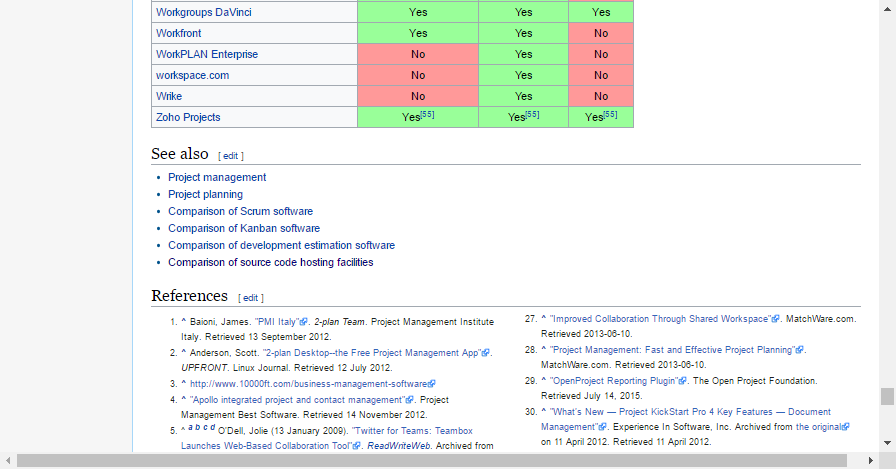 Workgroups DaVinci Yes Yes Yes
Workfront Yes Yes No
WorkPLAN Enterprise No Yes No
workspace.com No Yes No
Wrike No Yes No
Zoho Projects Yes[55] Yes[55] Yes[55]
See also [ edit ]
• Project management
• Project planning
• Comparison of Scrum software
• Comparison of Kanban software
• Comparison of development estimation software
• Comparison of source code hosting facilities
References [ edit ]
1. ^ Baioni, James. "PMI Italy". 2-plan Team. Project Management Institute
Italy. Retrieved 13 September 2012.
2. ^ Anderson, Scott. "2-plan Desktop--the Free Project Management App".
UPFRONT. Linux Journal. Retrieved 12 July 2012.
3. ^ http://www.10000ft.com/business-management-software
4. ^ "Apollo integrated project and contact management". Project
Management Best Software. Retrieved 14 November 2012.
5. ^ a b c d O'Dell, Jolie (13 January 2009). "Twitter for Teams: Teambox
Launches Web-Based Collaboration Tool". ReadWriteWeb. Archived from
27. ^ "Improved Collaboration Through Shared Workspace". MatchWare.com.
Retrieved 2013-06-10.
28. ^ "Project Management: Fast and Effective Project Planning".
MatchWare.com. Retrieved 2013-06-10.
29. ^ "OpenProject Reporting Plugin". The Open Project Foundation.
Retrieved July 14, 2015.
30. ^ "What's New — Project KickStart Pro 4 Key Features — Document
Management". Experience In Software, Inc. Archived from the original
on 11 April 2012. Retrieved 11 April 2012.